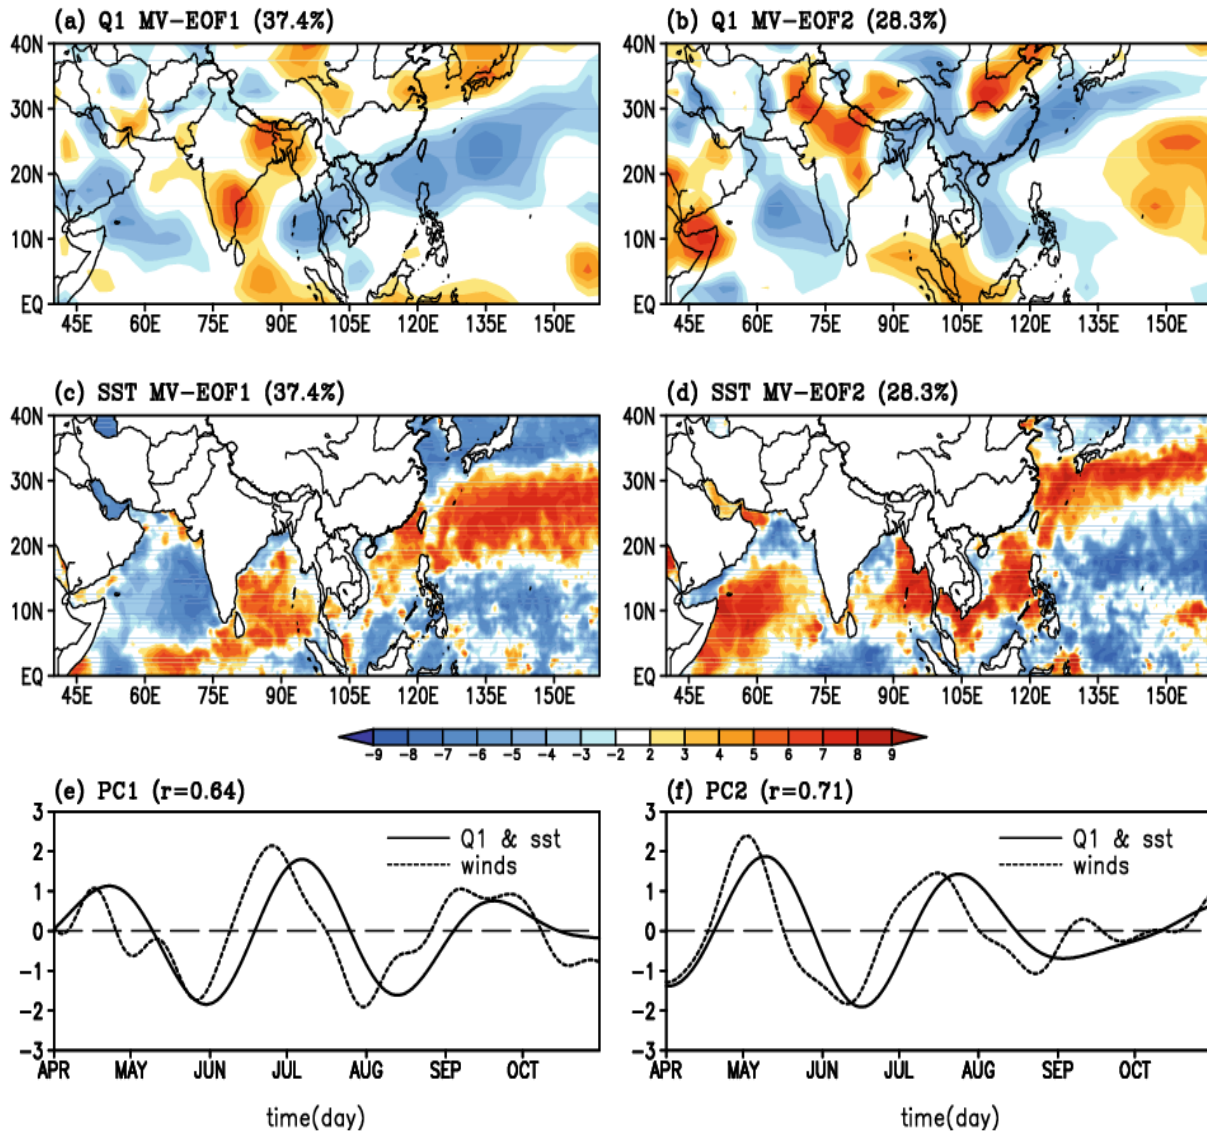 (a) Q1 MV-EOF1 (37.4%)
(b) Q1 MV-EOF2 (28.3%)
40N
30N
20N
10N
EQ
45E 60E 75E 90E 105E 120E 135E 150E
40N
30N
20N
10N
EQ
45E 60E 75E 90E 105E 120E 135E 150E
(c) SST MV-EOF1 (37.4%)
(d) SST MV-EOF2 (28.3%)
40N
30N
20N
10N
EQ
45E 60E 75E 90E 105E 120E 135E 150E
40N
30N
20N
10N
EQ
45E 60E 75E 90E 105E 120E 135E 150E
-9 -8 -7 -6 -5 -4 -3 -2 2 3 4 5 6 7 8 9
(e) PC1 (r=0.64)
(f) PC2 (r=0.71)
3
2
1
0
-1
-2
-3
Q1 & sst
winds
APR MAY JUN JUL AUG SEP OCT
time(day)
3
2
1
0
-1
-2
-3
Q1 & sst
winds
APR MAY JUN JUL AUG SEP OCT
time(day)